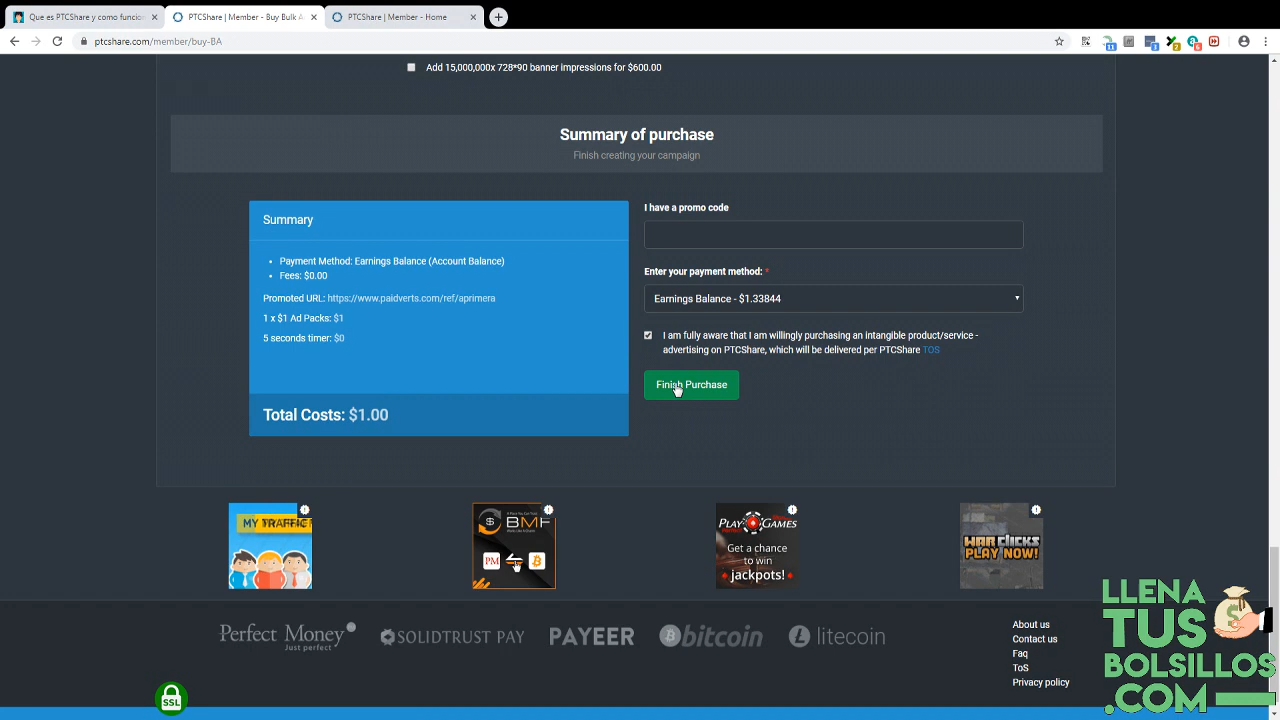 Que es PTCShare y como funcion
PTCShare | Member - Buy Bulk A
PTCShare | Member - Home
ptcshare.com/member/buy-BA
Add 15,000,000x 728*90 banner impressions for $600.00
Summary of purchase
Finish creating your campaign
Summary
Payment Method: Earnings Balance (Account Balance)
Fees: $0.00
Promoted URL: https://www.paidverts.com/ref/aprimera
1 x $1 Ad Packs: $1
5 seconds timer: $0
Total Costs: $1.00
I have a promo code
Enter your payment method: *
Earnings Balance - $1.33844
I am fully aware that I am willingly purchasing an intangible product/service -
advertising on PTCShare, which will be delivered per PTCShare TOS
Finish Purchase
MY TRAFFIC
BMF
PM
PLAY GAMES
Get a chance
to win
jackpots!
WARCLICKS
PLAY NOW!
Perfect Money
Just perfect
SOLIDTRUST PAY
PAYEER
bitcoin
litecoin
About us
Contact us
Faq
ToS
Privacy policy
SSL
LLENA
TUS
BOLSILLOS
.COM